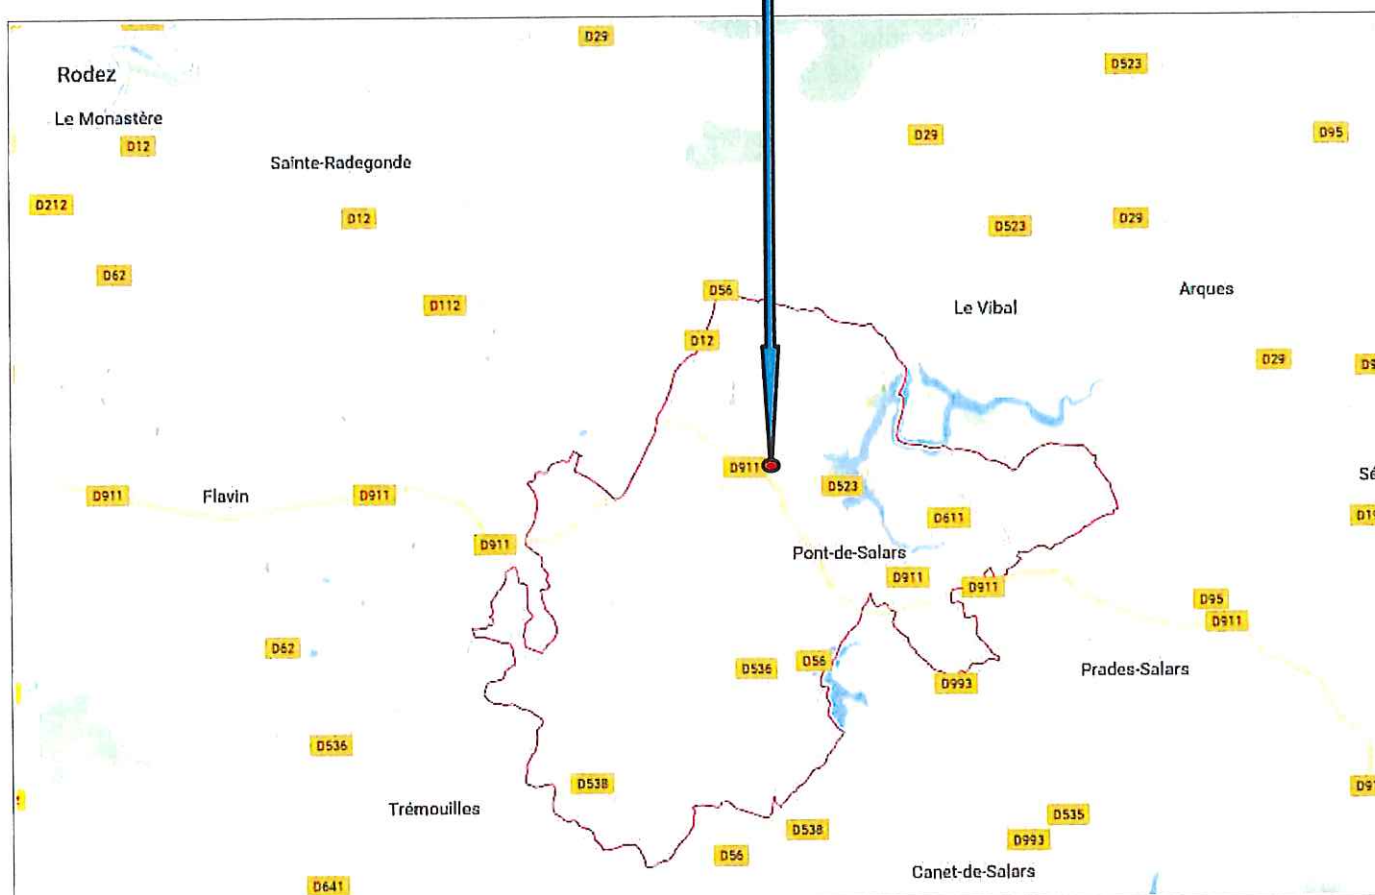 D29
D523
Rodez
Le Monastère
D12
D29
D95
Sainte-Radegonde
D212
D12
D523
D29
D62
D56
Arques
D112
Le Vibal
D12
D29
D911
D523
D911
Flavin
D911
D611
D911
Pont-de-Salars
D911
D911
D95
D911
D62
D536
D56
Prades-Salars
D993
D536
D538
Trémouilles
D535
D538
D993
D56
Canet-de-Salars
D641